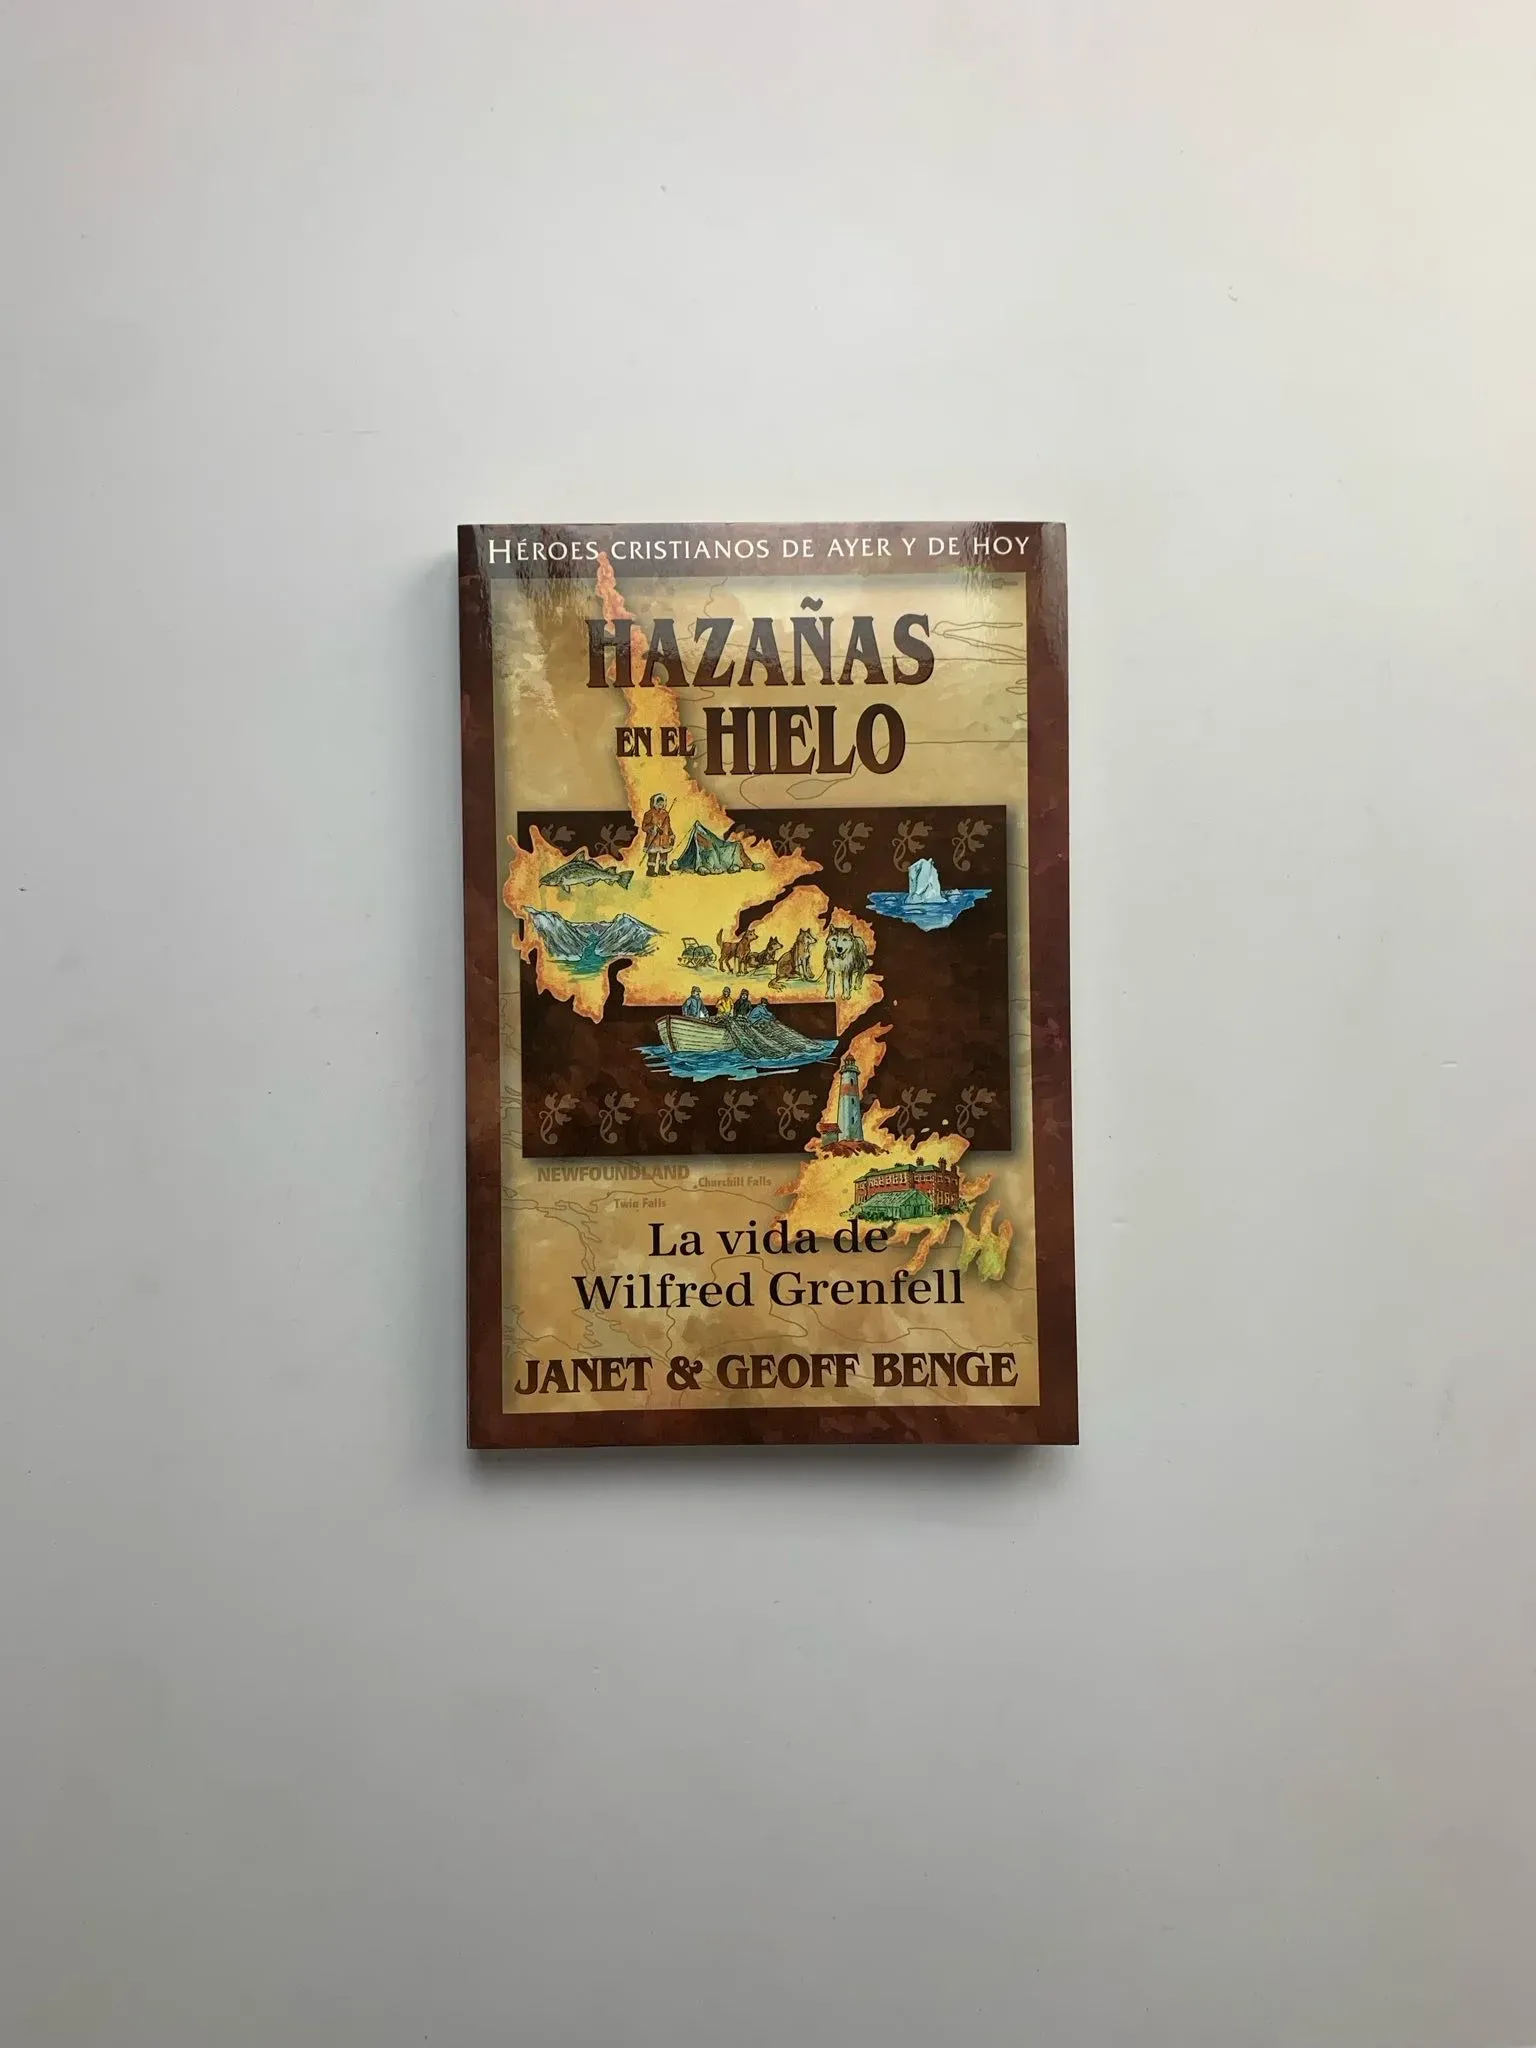 HÉROES CRISTIANOS DE AYER Y DE HOY
HAZAÑAS
EN EL HIELO
NEWFOUNDLAND
Churchill Falls
Twin Falls
La vida de
Wilfred Grenfell
JANET & GEOFF BENGE